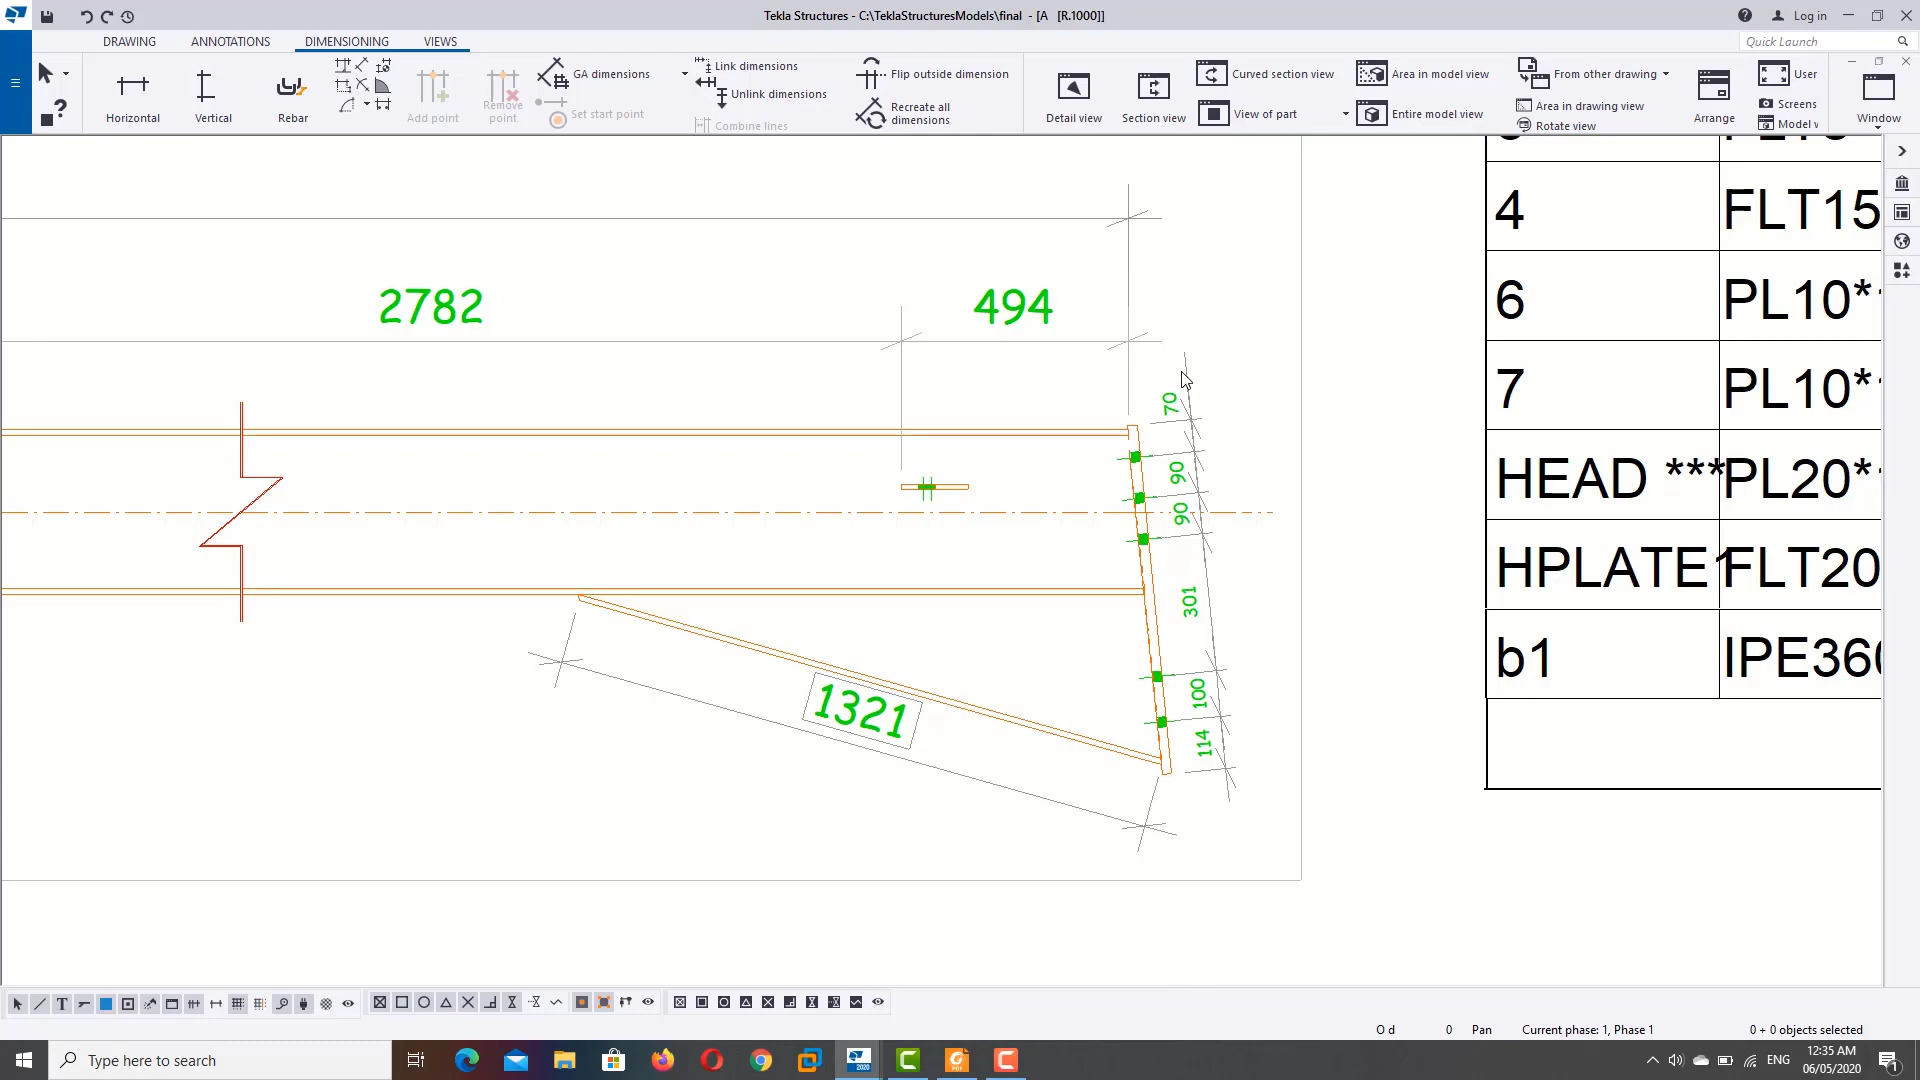 Tekla Structures - C:\TeklaStructuresModels\final - [A [R.1000]]
Log in
DRAWING ANNOTATIONS DIMENSIONING VIEWS
Quick Launch
Horizontal
Vertical
Rebar
Add point
Remove point
GA dimensions
Set start point
Link dimensions
Unlink dimensions
Combine lines
Flip outside dimension
Recreate all dimensions
Detail view
Section view
Curved section view
View of part
Area in model view
Entire model view
From other drawing
Area in drawing view
Rotate view
Arrange
User
Screens
Model v
Window
2782
494
70
90
90
301
100
114
1321
4 FLT15
6 PL10*
7 PL10*
HEAD *** PL20*
HPLATE1 FLT20
b1 IPE360
O d 0 Pan Current phase: 1, Phase 1 0 + 0 objects selected
Type here to search
ENG
12:35 AM
06/05/2020